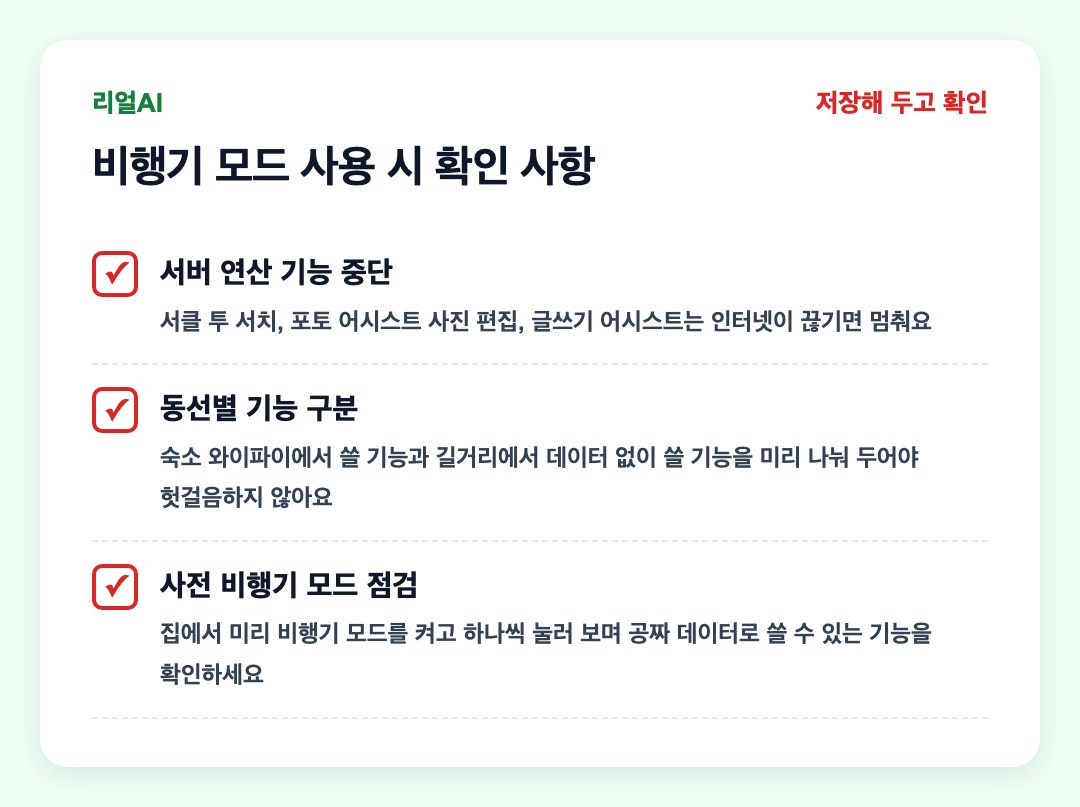 리얼AI
저장해 두고 확인
비행기 모드 사용 시 확인 사항
서버 연산 기능 중단
서클 투 서치, 포토 어시스트 사진 편집, 글쓰기 어시스트는 인터넷이 끊기면 멈춰요
동선별 기능 구분
숙소 와이파이에서 쓸 기능과 길거리에서 데이터 없이 쓸 기능을 미리 나눠 두어야
헛걸음하지 않아요
사전 비행기 모드 점검
집에서 미리 비행기 모드를 켜고 하나씩 눌러 보며 공짜 데이터로 쓸 수 있는 기능을
확인하세요